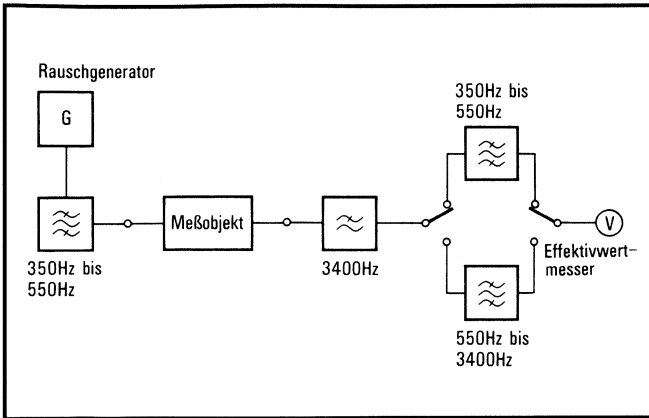 Rauschgenerator
G
350Hz bis
550Hz
Meßobjekt
3400Hz
350Hz bis
550Hz
V
Effektivwert-
messer
550Hz bis
3400Hz